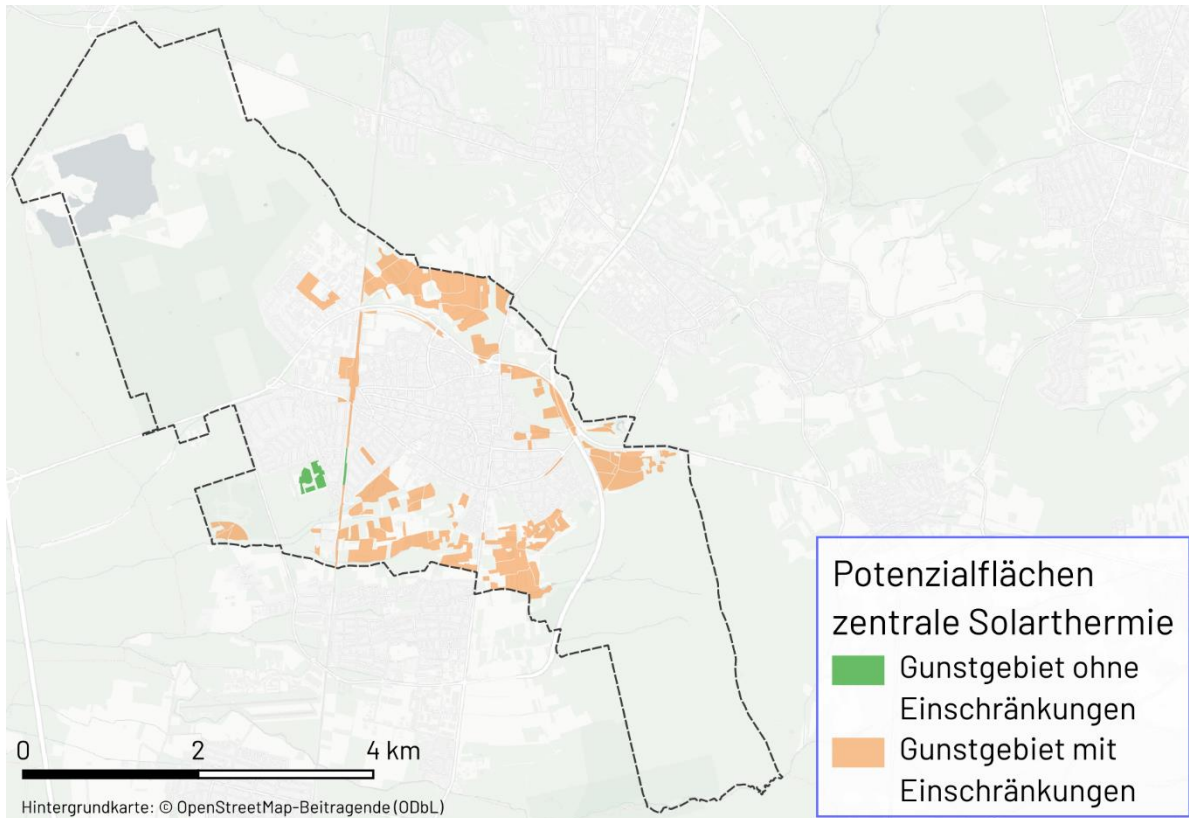 Potenzialflächen
zentrale Solarthermie
Gunstgebiet ohne
Einschränkungen
Gunstgebiet mit
Einschränkungen
0 2 4 km
Hintergrundkarte: © OpenStreetMap-Beitragende (ODbL)